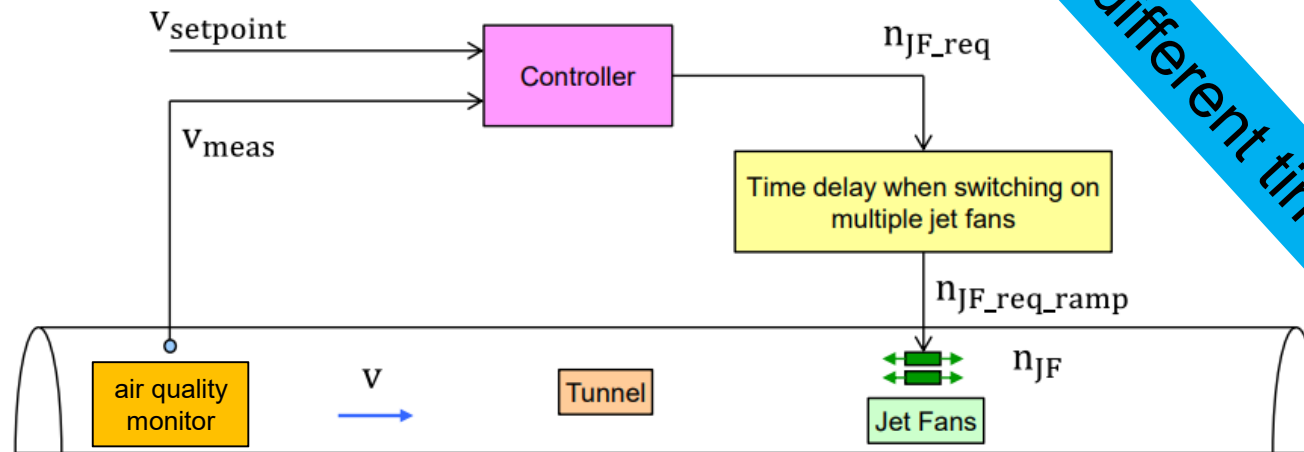 v_setpoint
n_JF_req
Controller
v_meas
different
Time delay when switching on
multiple jet fans
n_JF_req_ramp
air quality
monitor
v
Tunnel
n_JF
Jet Fans